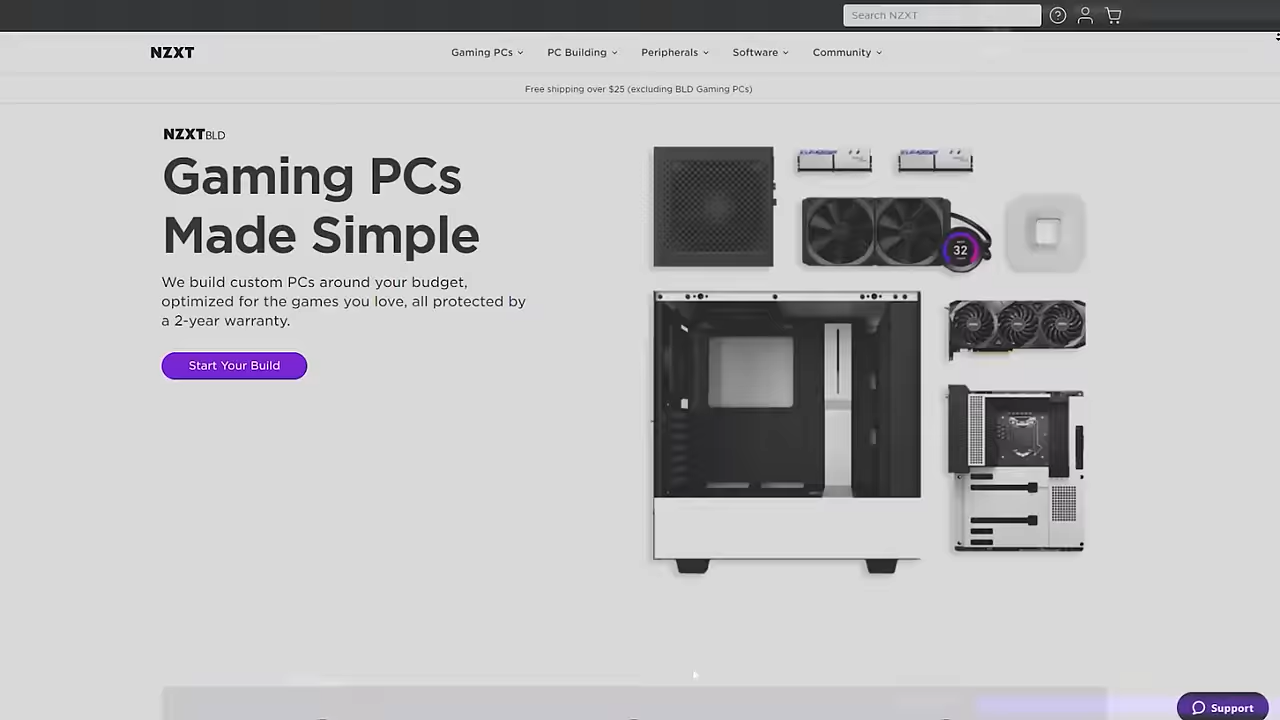 Search NZXT
NZXT
Gaming PCs
PC Building
Peripherals
Software
Community
Free shipping over $25 (excluding BLD Gaming PCs)
NZXT BLD
Gaming PCs
Made Simple
We build custom PCs around your budget,
optimized for the games you love, all protected by
a 2-year warranty.
Start Your Build
32
Support